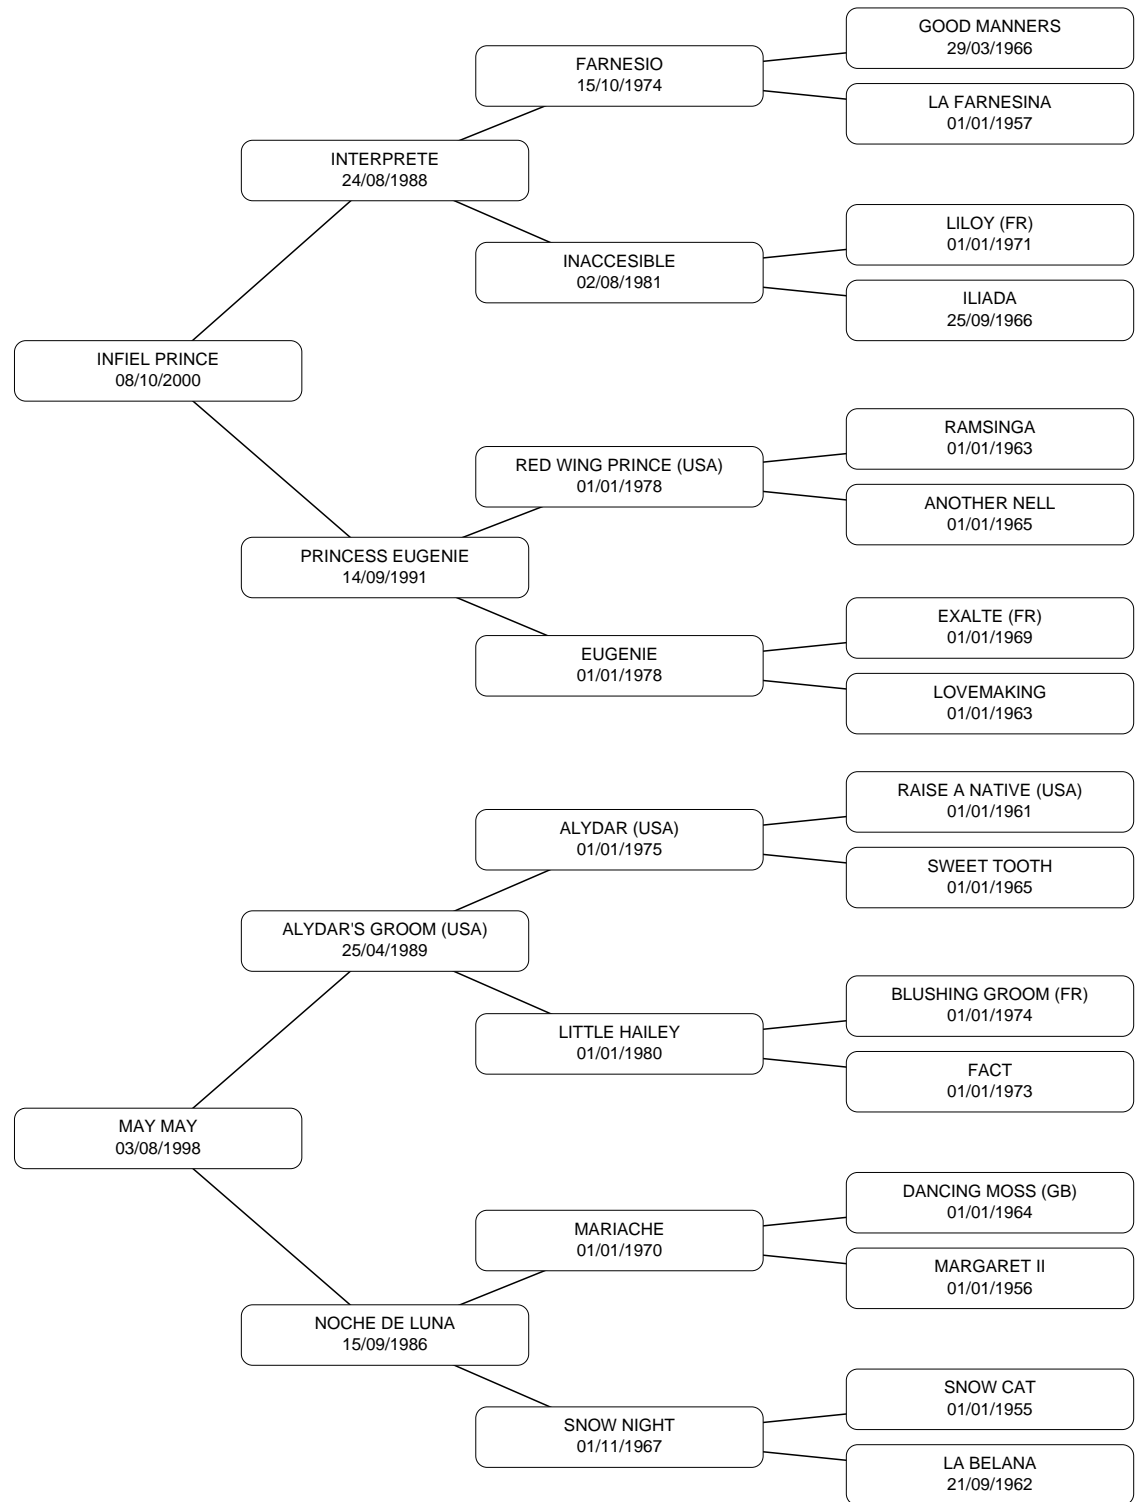 GOOD MANNERS
29/03/1966
FARNESIO
15/10/1974
LA FARNESINA
01/01/1957
INTERPRETE
24/08/1988
LILOY (FR)
01/01/1971
INACCESIBLE
02/08/1981
ILIADA
25/09/1966
INFIEL PRINCE
08/10/2000
RAMSINGA
01/01/1963
RED WING PRINCE (USA)
01/01/1978
ANOTHER NELL
01/01/1965
PRINCESS EUGENIE
14/09/1991
EXALTE (FR)
01/01/1969
EUGENIE
01/01/1978
LOVEMAKING
01/01/1963
RAISE A NATIVE (USA)
01/01/1961
ALYDAR (USA)
01/01/1975
SWEET TOOTH
01/01/1965
ALYDAR'S GROOM (USA)
25/04/1989
BLUSHING GROOM (FR)
01/01/1974
LITTLE HAILEY
01/01/1980
FACT
01/01/1973
MAY MAY
03/08/1998
DANCING MOSS (GB)
01/01/1964
MARIACHE
01/01/1970
MARGARET II
01/01/1956
NOCHE DE LUNA
15/09/1986
SNOW CAT
01/01/1955
SNOW NIGHT
01/11/1967
LA BELANA
21/09/1962